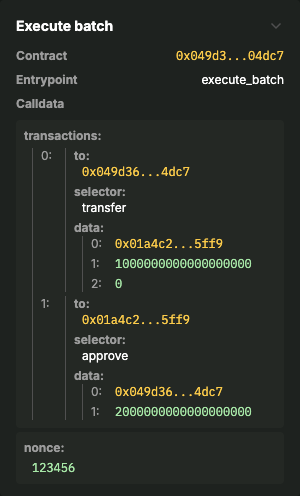 Execute batch
Contract 0x049d3...04dc7
Entrypoint execute_batch
Calldata
transactions:
0: to:
0x049d36...4dc7
selector:
transfer
data:
0: 0x01a4c2...5ff9
1: 1000000000000000000
2: 0
1: to:
0x01a4c2...5ff9
selector:
approve
data:
0: 0x049d36...4dc7
1: 2000000000000000000
nonce:
123456